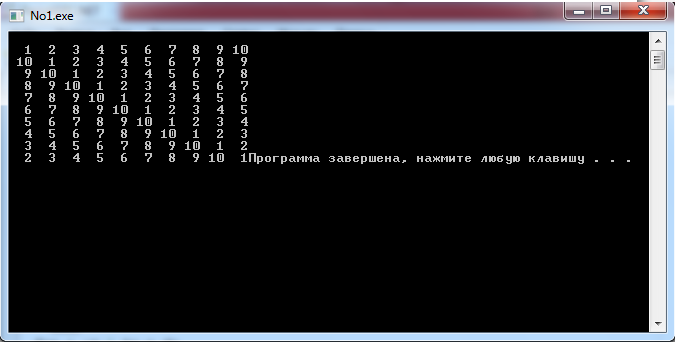 No1.exe
1 2 3 4 5 6 7 8 9 10
10 1 2 3 4 5 6 7 8 9
9 10 1 2 3 4 5 6 7 8
8 9 10 1 2 3 4 5 6 7
7 8 9 10 1 2 3 4 5 6
6 7 8 9 10 1 2 3 4 5
5 6 7 8 9 10 1 2 3 4
4 5 6 7 8 9 10 1 2 3
3 4 5 6 7 8 9 10 1 2
2 3 4 5 6 7 8 9 10 1Программа завершена, нажмите любую клавишу . . .